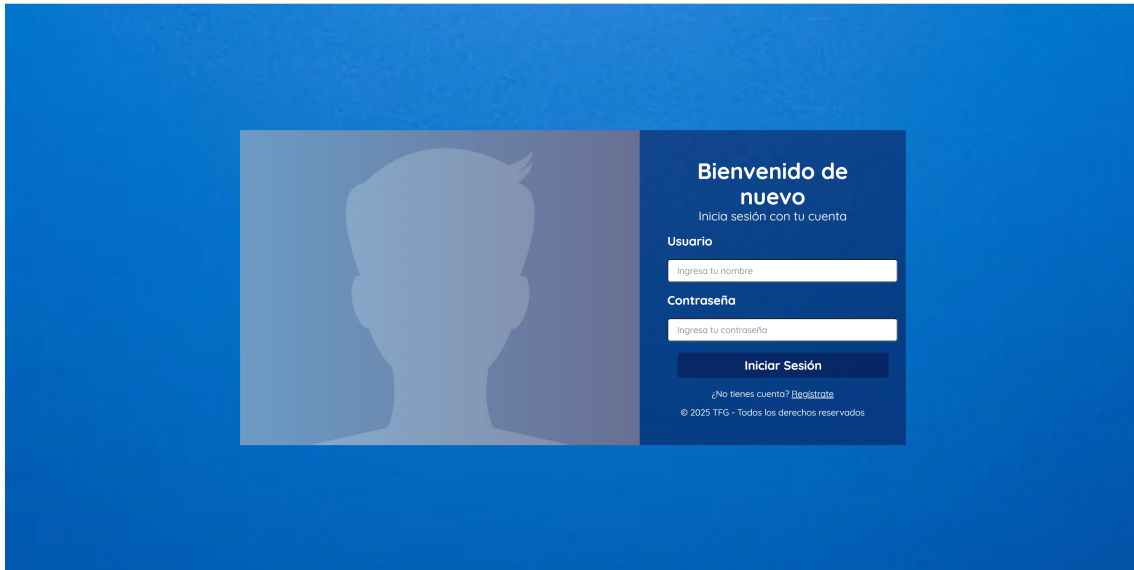 Bienvenido de
nuevo
Inicia sesión con tu cuenta
Usuario
Ingresa tu nombre
Contraseña
Ingresa tu contraseña
Iniciar Sesión
¿No tienes cuenta? Regístrate
© 2025 TFG - Todos los derechos reservados